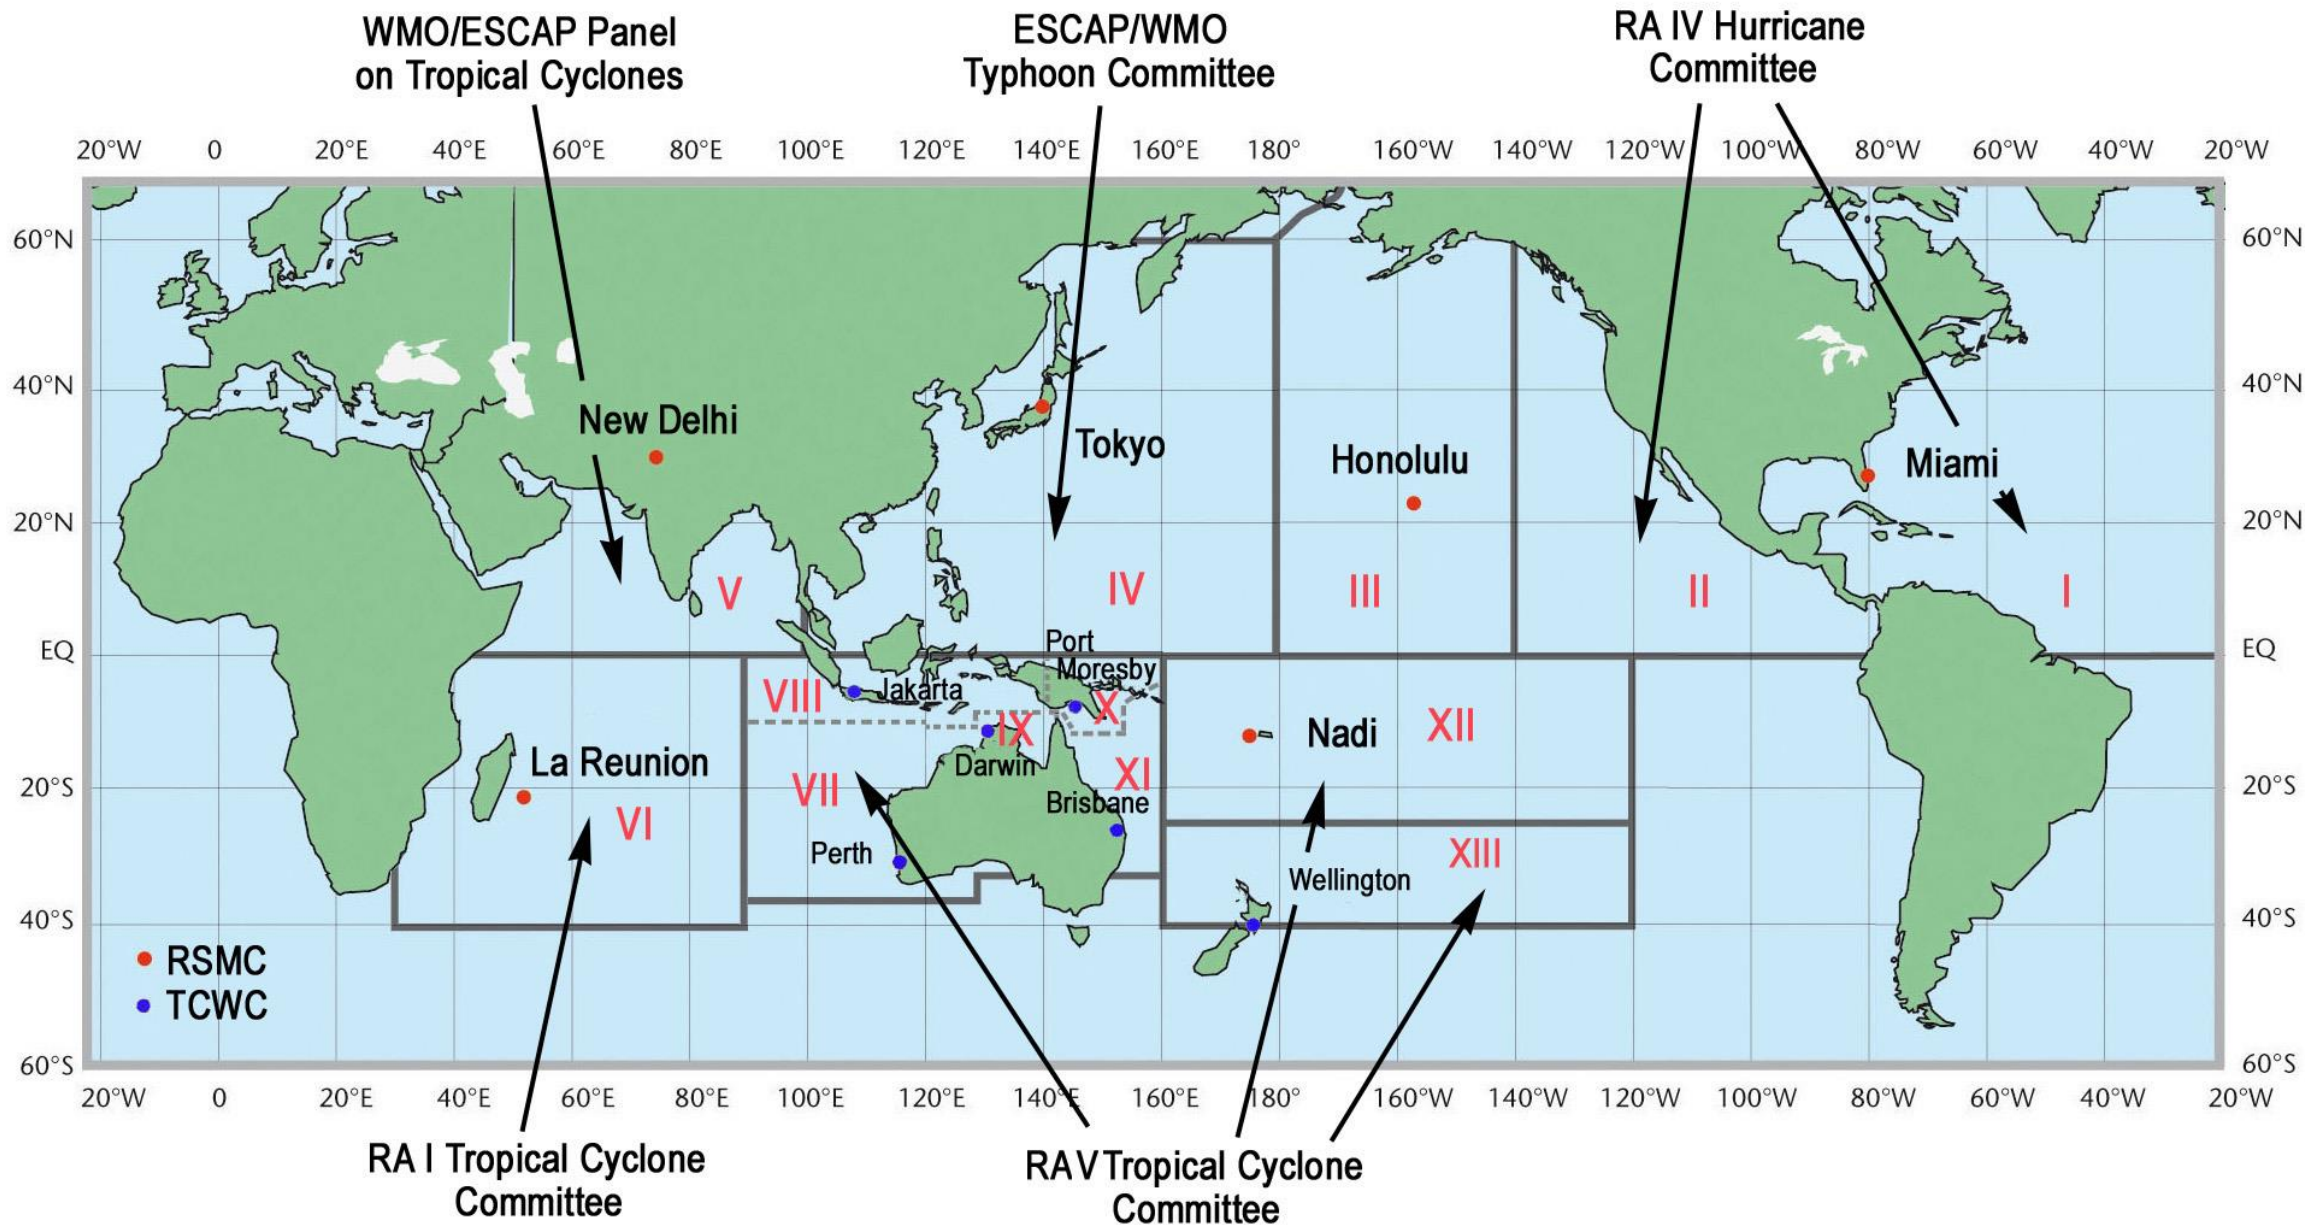 WMO/ESCAP Panel
on Tropical Cyclones
ESCAP/WMO
Typhoon Committee
RA IV Hurricane
Committee
20°W 0 20°E 40°E 60°E 80°E 100°E 120°E 140°E 160°E 180° 160°W 140°W 120°W 100°W 80°W 60°W 40°W 20°W
60°N 60°N
40°N 40°N
New Delhi
Tokyo
Honolulu
Miami
20°N 20°N
V IV III II I
EQ EQ
Port
Moresby
Jakarta
VIII
X
IX
XII
Nadi
La Reunion
Darwin
XI
20°S 20°S
VII
Brisbane
VI
Perth
XIII
Wellington
40°S 40°S
RSMC
TCWC
60°S 60°S
20°W 0 20°E 40°E 60°E 80°E 100°E 120°E 140°E 160°E 180° 160°W 140°W 120°W 100°W 80°W 60°W 40°W 20°W
RA I Tropical Cyclone
Committee
RA V Tropical Cyclone
Committee